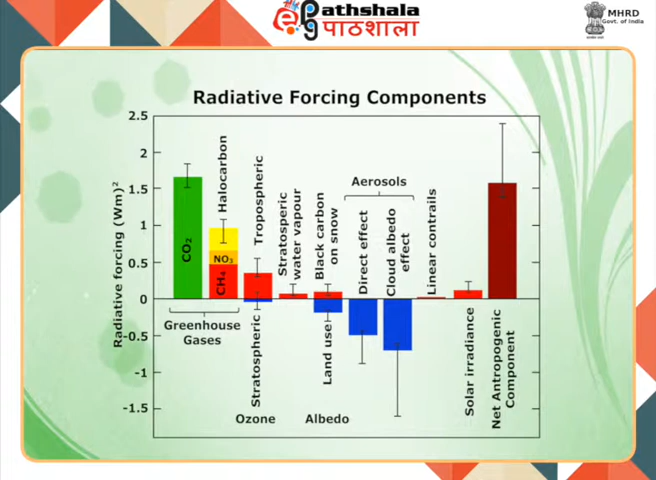 ePathshala
पाठशाला
MHRD
Govt. of India
Radiative Forcing Components
Radiative forcing (Wm)²
2.5
2
1.5
1
0.5
0
-0.5
-1
-1.5
CO₂
Halocarbon
NO₃
CH₄
Greenhouse
Gases
Tropospheric
Stratospheric
Ozone
Stratosperic
water vapour
Black carbon
on snow
Land use
Albedo
Aerosols
Direct effect
Cloud albedo
effect
Linear contrails
Solar irradiance
Net Antropogenic
Component